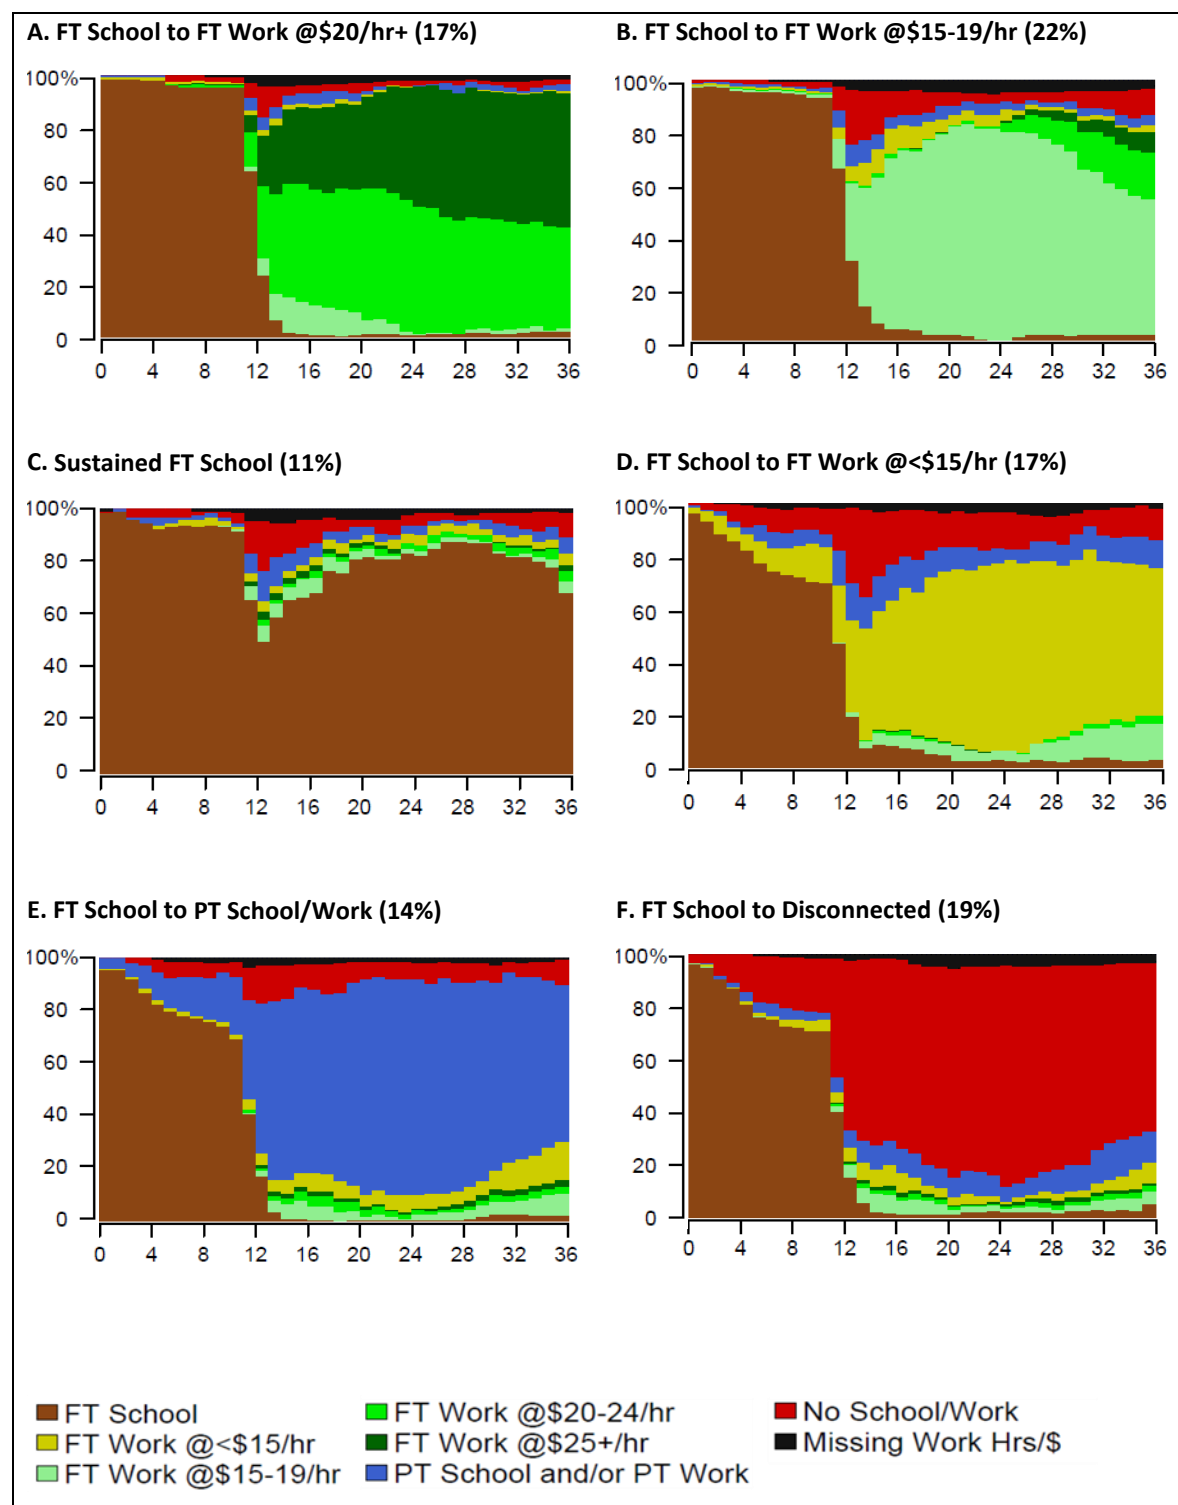 A. FT School to FT Work @$20/hr+ (17%)
100%
80
60
40
20
0
0 4 8 12 16 20 24 28 32 36
B. FT School to FT Work @$15-19/hr (22%)
100%
80
60
40
20
0
0 4 8 12 16 20 24 28 32 36
C. Sustained FT School (11%)
100%
80
60
40
20
0
0 4 8 12 16 20 24 28 32 36
D. FT School to FT Work @<$15/hr (17%)
100%
80
60
40
20
0
0 4 8 12 16 20 24 28 32 36
E. FT School to PT School/Work (14%)
100%
80
60
40
20
0
0 4 8 12 16 20 24 28 32 36
F. FT School to Disconnected (19%)
100%
80
60
40
20
0
0 4 8 12 16 20 24 28 32 36
FT School
FT Work @<$15/hr
FT Work @$15-19/hr
FT Work @$20-24/hr
FT Work @$25+/hr
PT School and/or PT Work
No School/Work
Missing Work Hrs/$